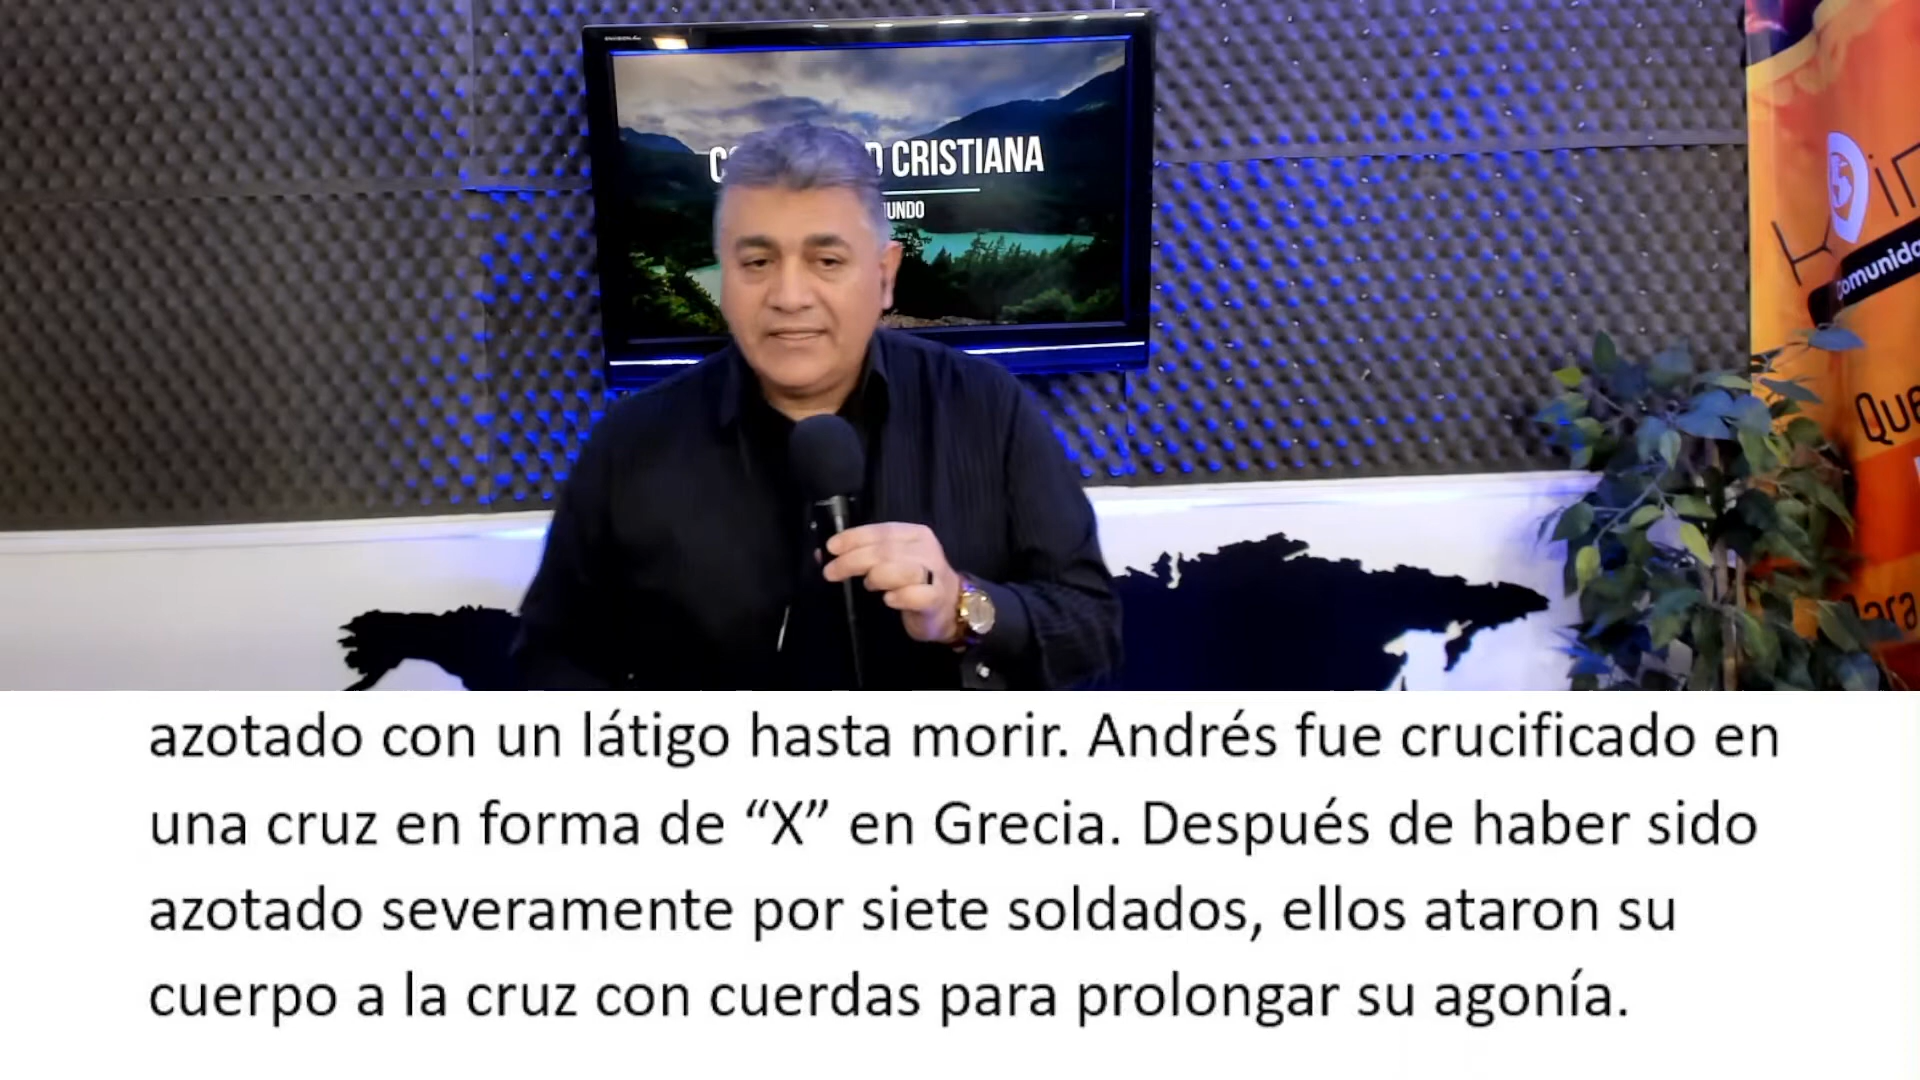 CRISTIANA
comunida
Que
azotado con un látigo hasta morir. Andrés fue crucificado en
una cruz en forma de “X” en Grecia. Después de haber sido
azotado severamente por siete soldados, ellos ataron su
cuerpo a la cruz con cuerdas para prolongar su agonía.